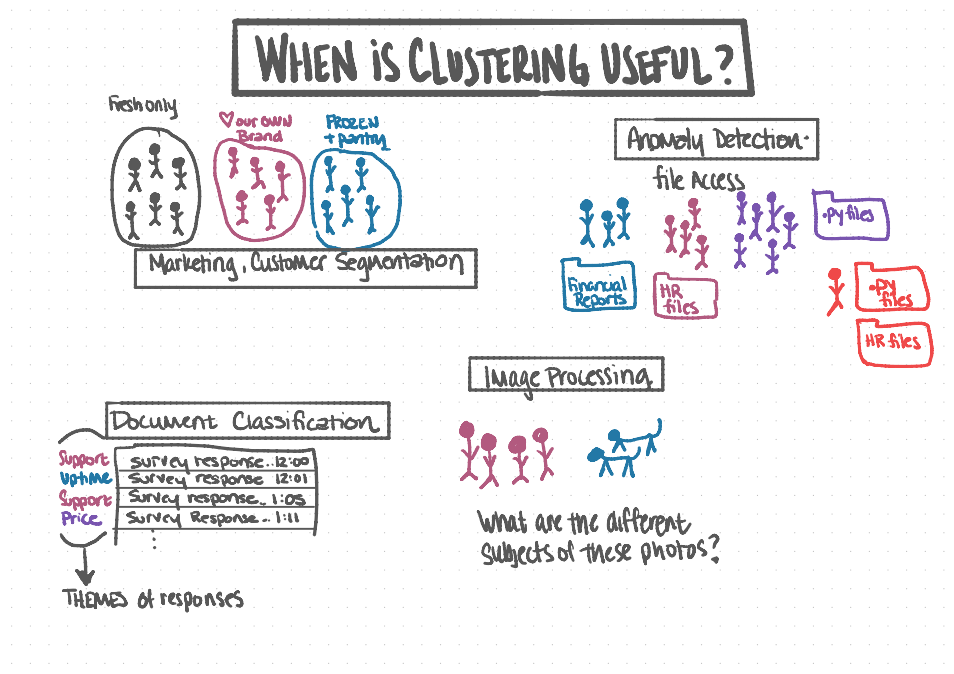 WHEN iS CLUSTERING USEFUL?
Fresh only
♡ our OWN
Brand
FROZEN
+ pantry
Marketing, Customer Segmentation
Anomaly Detection.
file Access
.py files
Financial
Reports
HR
files
.py
files
HR files
Image Processing
What are the different
subjects of these photos?
Document Classification
Support survey response.. 12:00
Uptime Survey response 12:01
Support Survey response.. 1:05
Price Survey Response.. 1:11
THEMES of responses